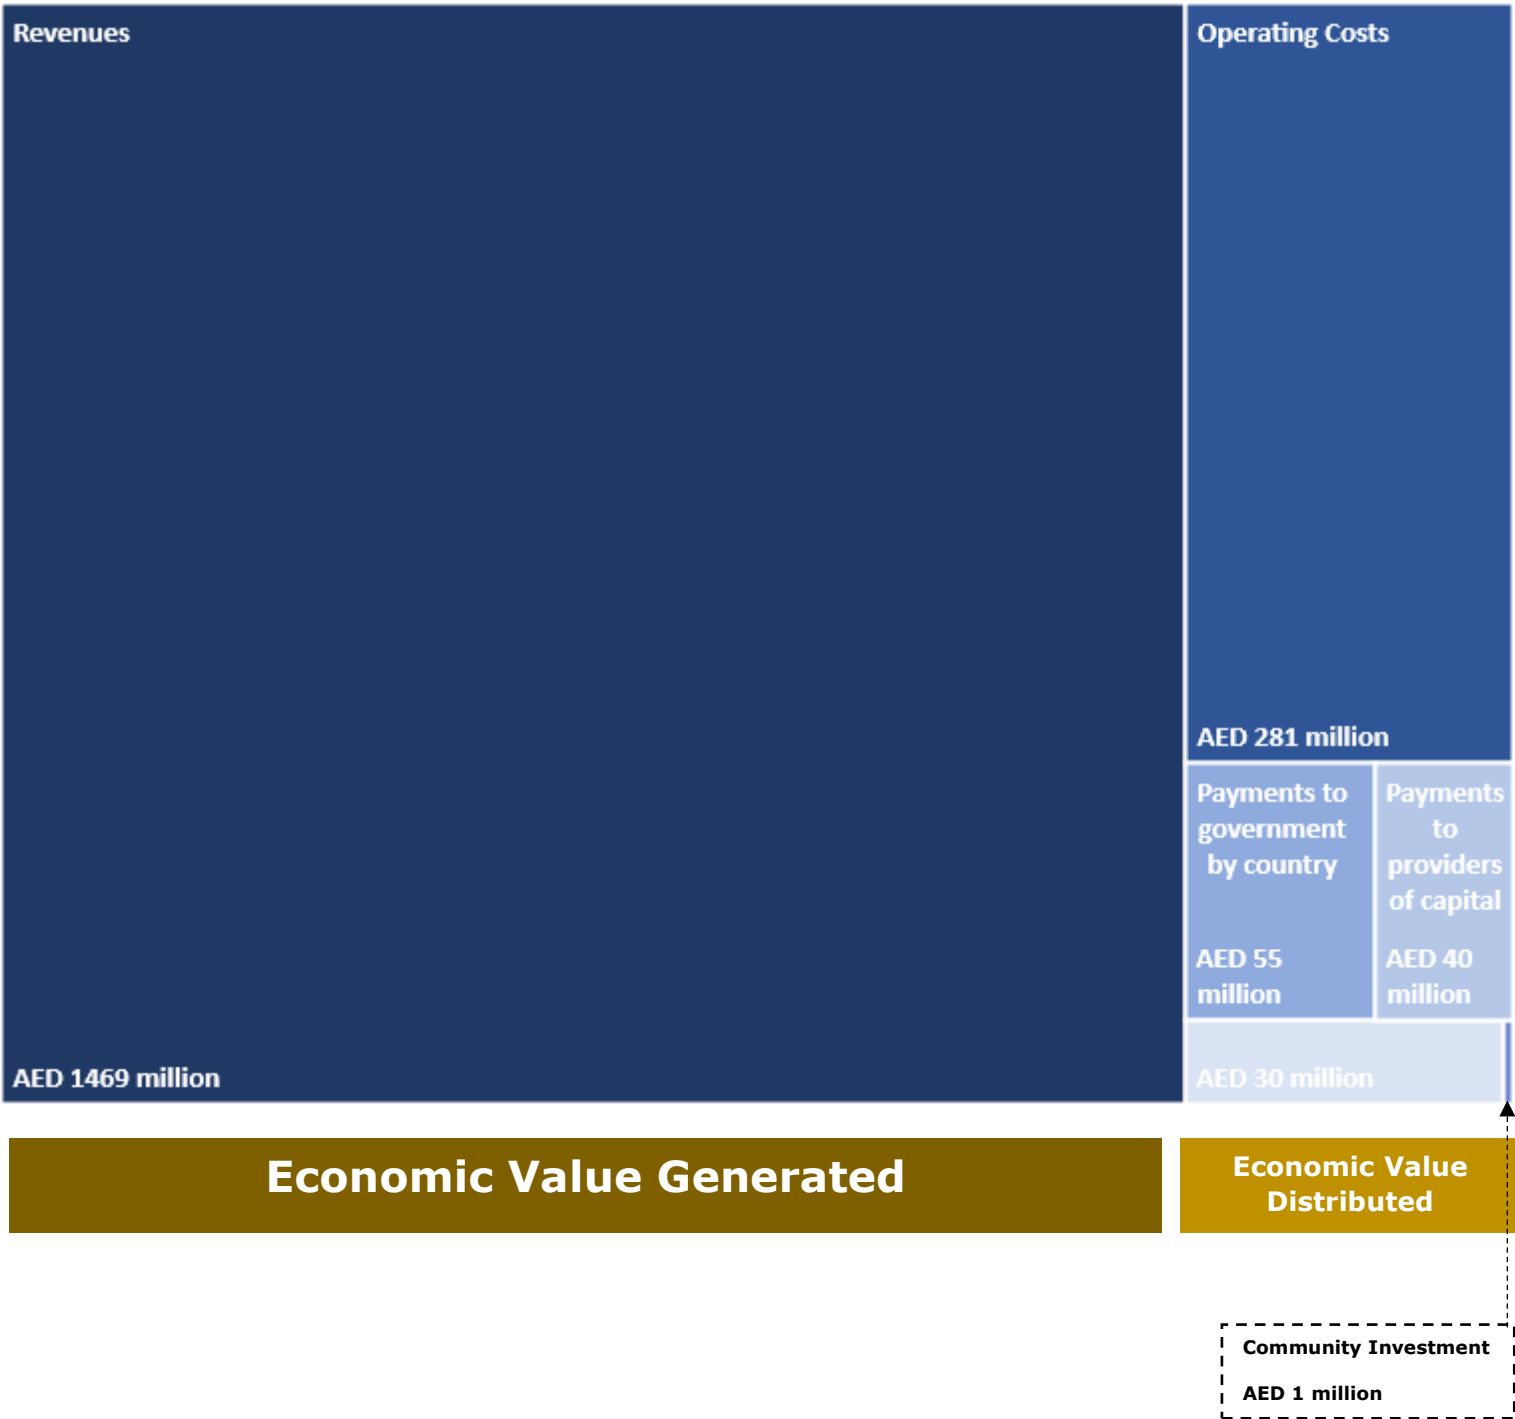 Revenues
AED 1469 million
Operating Costs
AED 281 million
Payments to
government
by country
AED 55
million
Payments
to
providers
of capital
AED 40
million
AED 30 million
Economic Value Generated
Economic Value
Distributed
Community Investment
AED 1 million